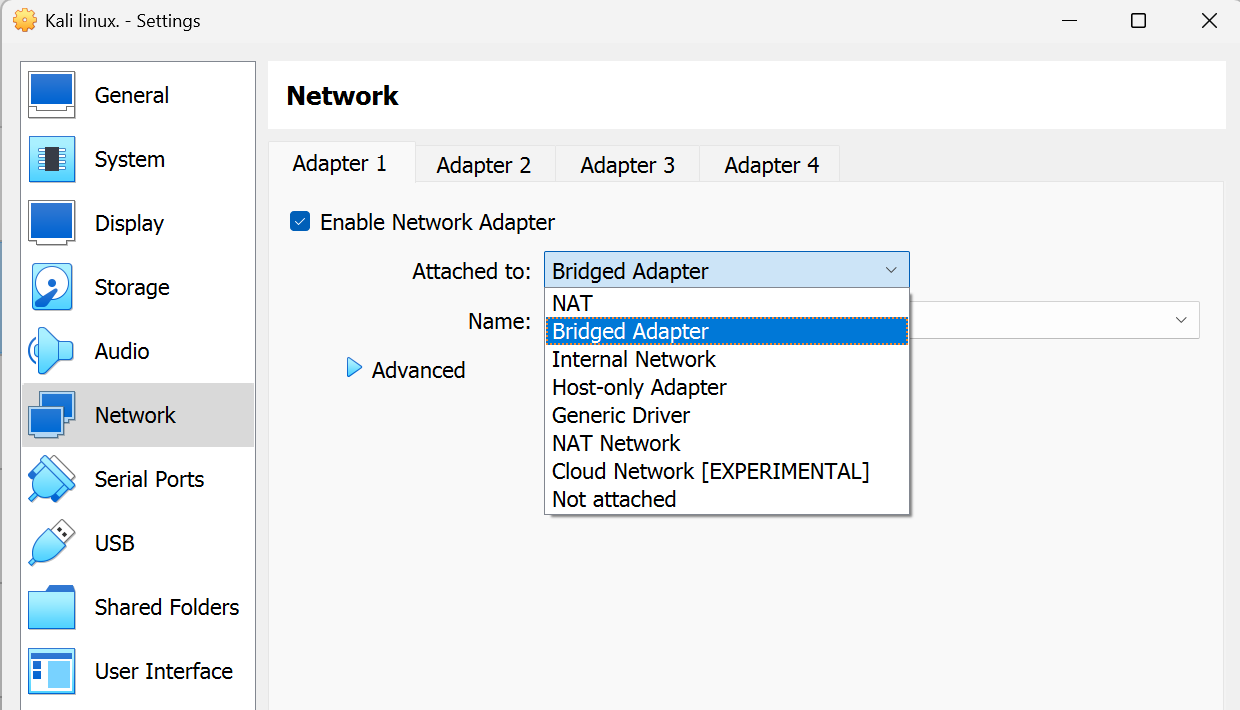 Kali linux. - Settings
General
System
Display
Storage
Audio
Network
Serial Ports
USB
Shared Folders
User Interface
Network
Adapter 1 Adapter 2 Adapter 3 Adapter 4
Enable Network Adapter
Attached to: Bridged Adapter
NAT
Bridged Adapter
Internal Network
Host-only Adapter
Generic Driver
NAT Network
Cloud Network [EXPERIMENTAL]
Not attached
Name:
Advanced